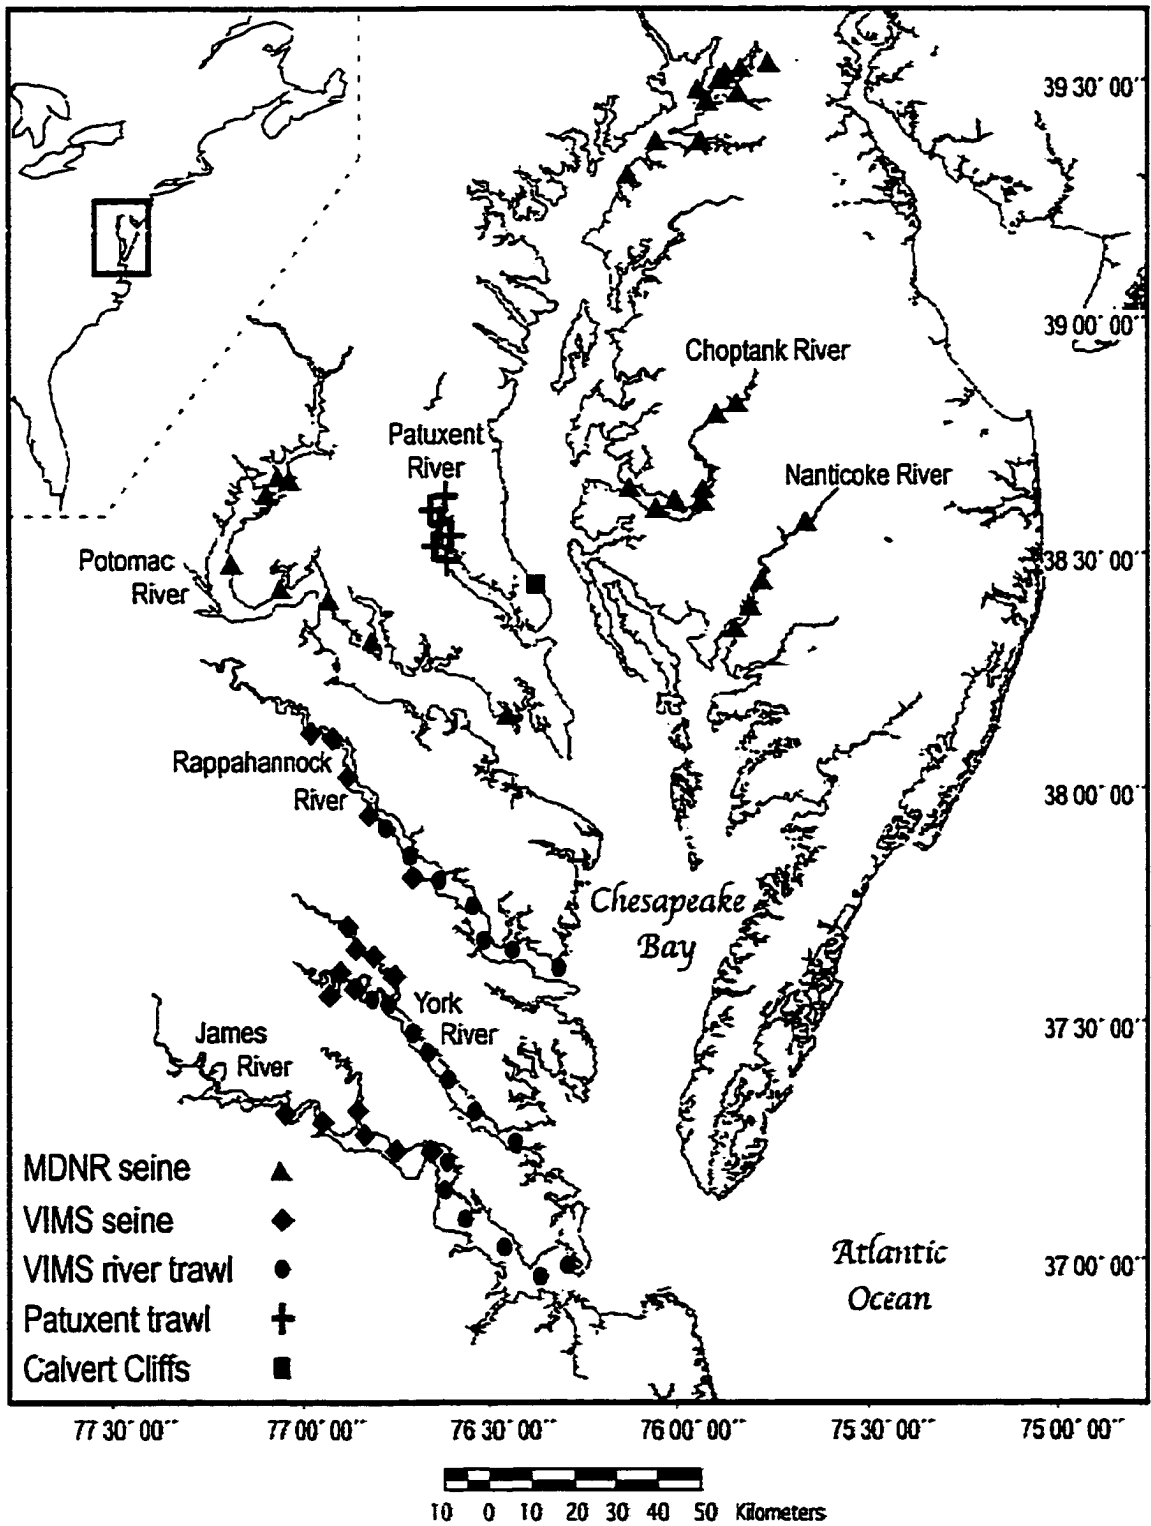 39 30' 00''
39 00' 00''
Choptank River
Patuxent
River
Nanticoke River
38 30' 00''
Potomac
River
Rappahannock
River
38 00' 00''
Chesapeake
Bay
York
River
James
River
37 30' 00''
MDNR seine
VIMS seine
VIMS river trawl
Patuxent trawl
Calvert Cliffs
Atlantic
Ocean
37 00' 00''
77 30' 00'' 77 00' 00'' 76 30' 00'' 76 00' 00'' 75 30' 00'' 75 00' 00''
10 0 10 20 30 40 50 Kilometers